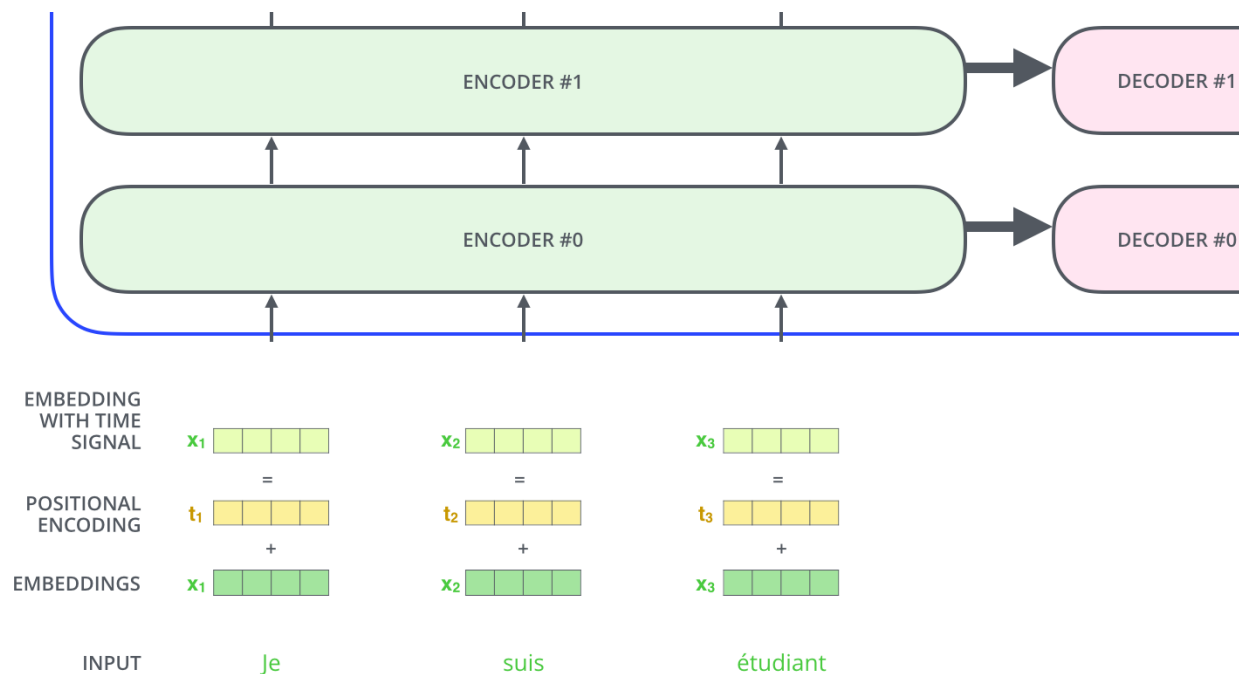 ENCODER #1
DECODER #1
ENCODER #0
DECODER #0
EMBEDDING
WITH TIME
SIGNAL
x₁ x₂ x₃
= = =
POSITIONAL
ENCODING
t₁ t₂ t₃
+ + +
EMBEDDINGS x₁ x₂ x₃
INPUT Je suis étudiant